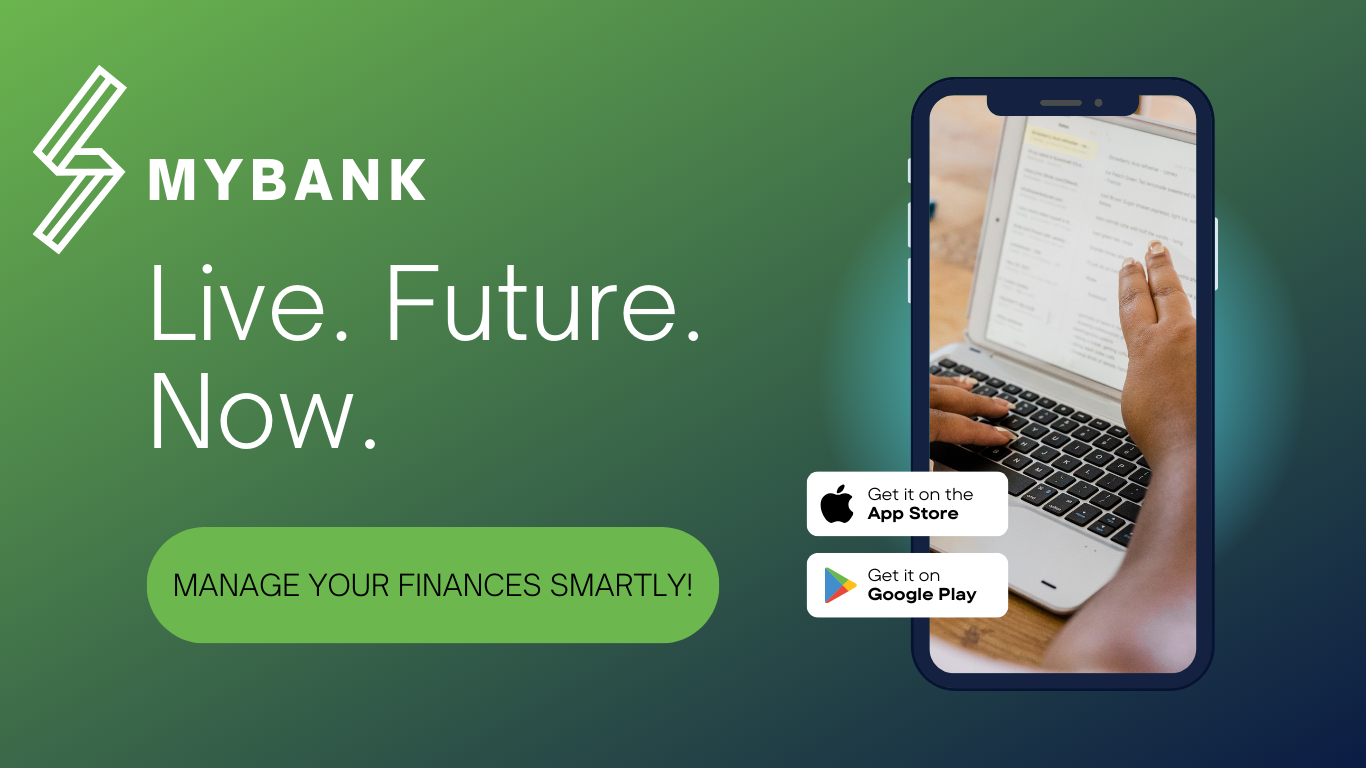 MYBANK
Live. Future.
Now.
MANAGE YOUR FINANCES SMARTLY!
Get it on the
App Store
Get it on
Google Play